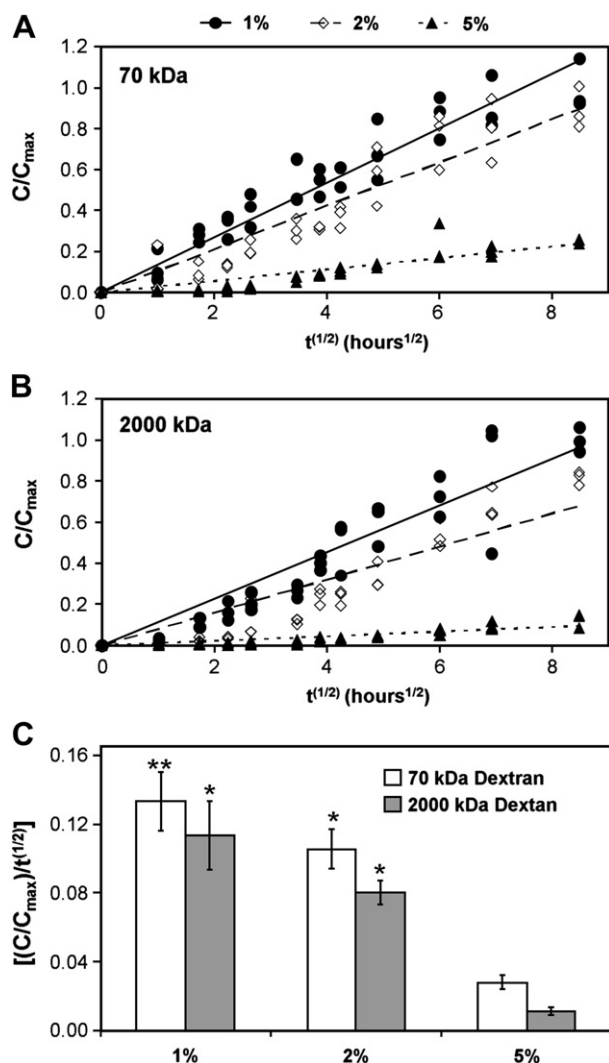 A
1% 2% 5%
1.2
1.0
0.8
0.6
0.4
0.2
0.0
C/Cmax
70 kDa
0 2 4 6 8
t(1/2) (hours1/2)
B
1.2
1.0
0.8
0.6
0.4
0.2
0.0
C/Cmax
2000 kDa
0 2 4 6 8
t(1/2) (hours1/2)
C
0.16
0.12
0.08
0.04
0.00
[(C/Cmax)/t(1/2)]
** * * *
70 kDa Dextran
2000 kDa Dextan
1% 2% 5%